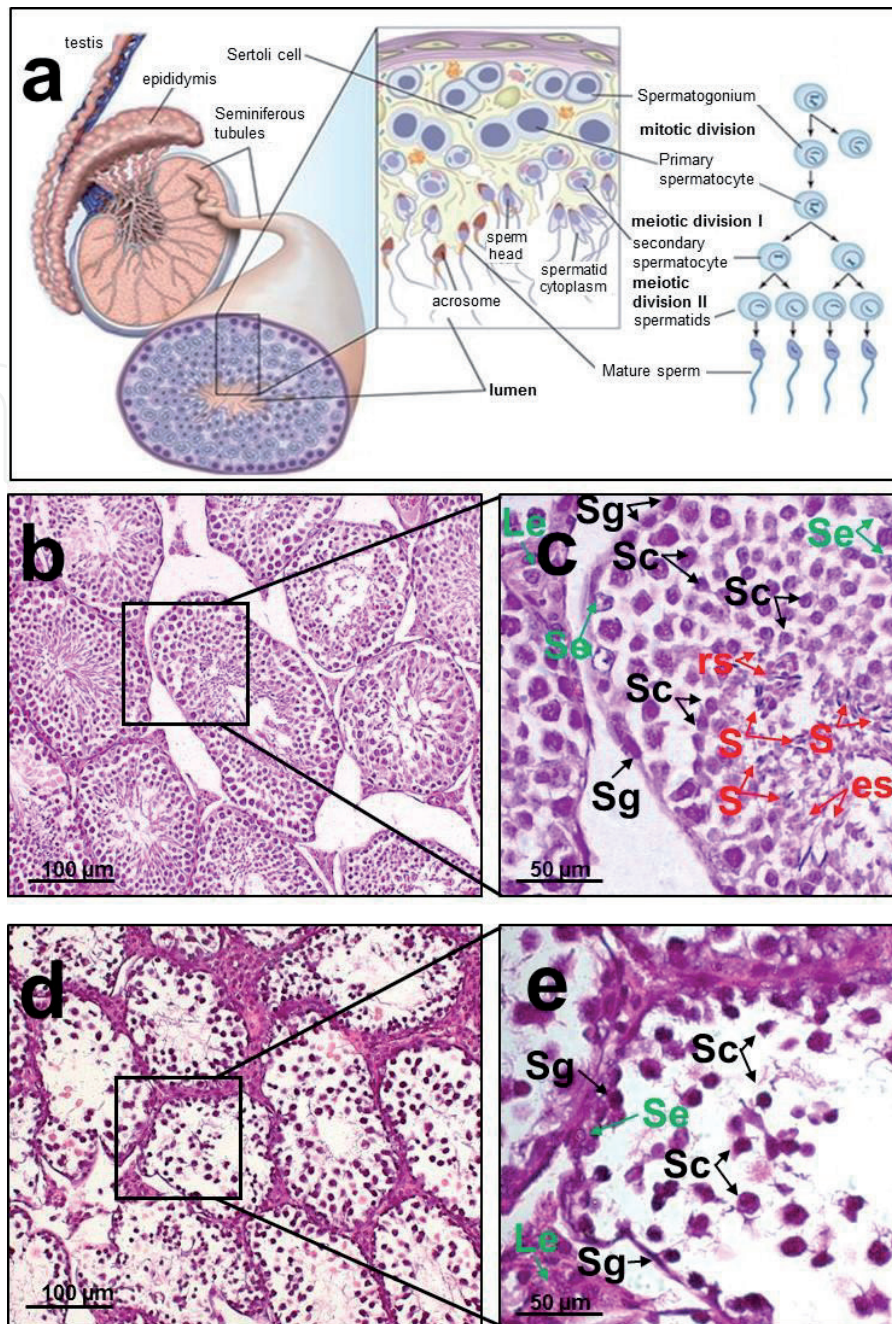 a
testis
epididymis
Seminiferous
tubules
Sertoli cell
sperm
head
spermatid
cytoplasm
acrosome
lumen
Spermatogonium
mitotic division
Primary
spermatocyte
meiotic division I
secondary
spermatocyte
meiotic
division II
spermatids
Mature sperm
b
100 µm
c
Le
Sg
Se
Sc
Sc
Se
rs
Sc
S
S
S
es
Sg
50 µm
d
100 µm
e
Sc
Sg
Se
Sc
Le
Sg
50 µm